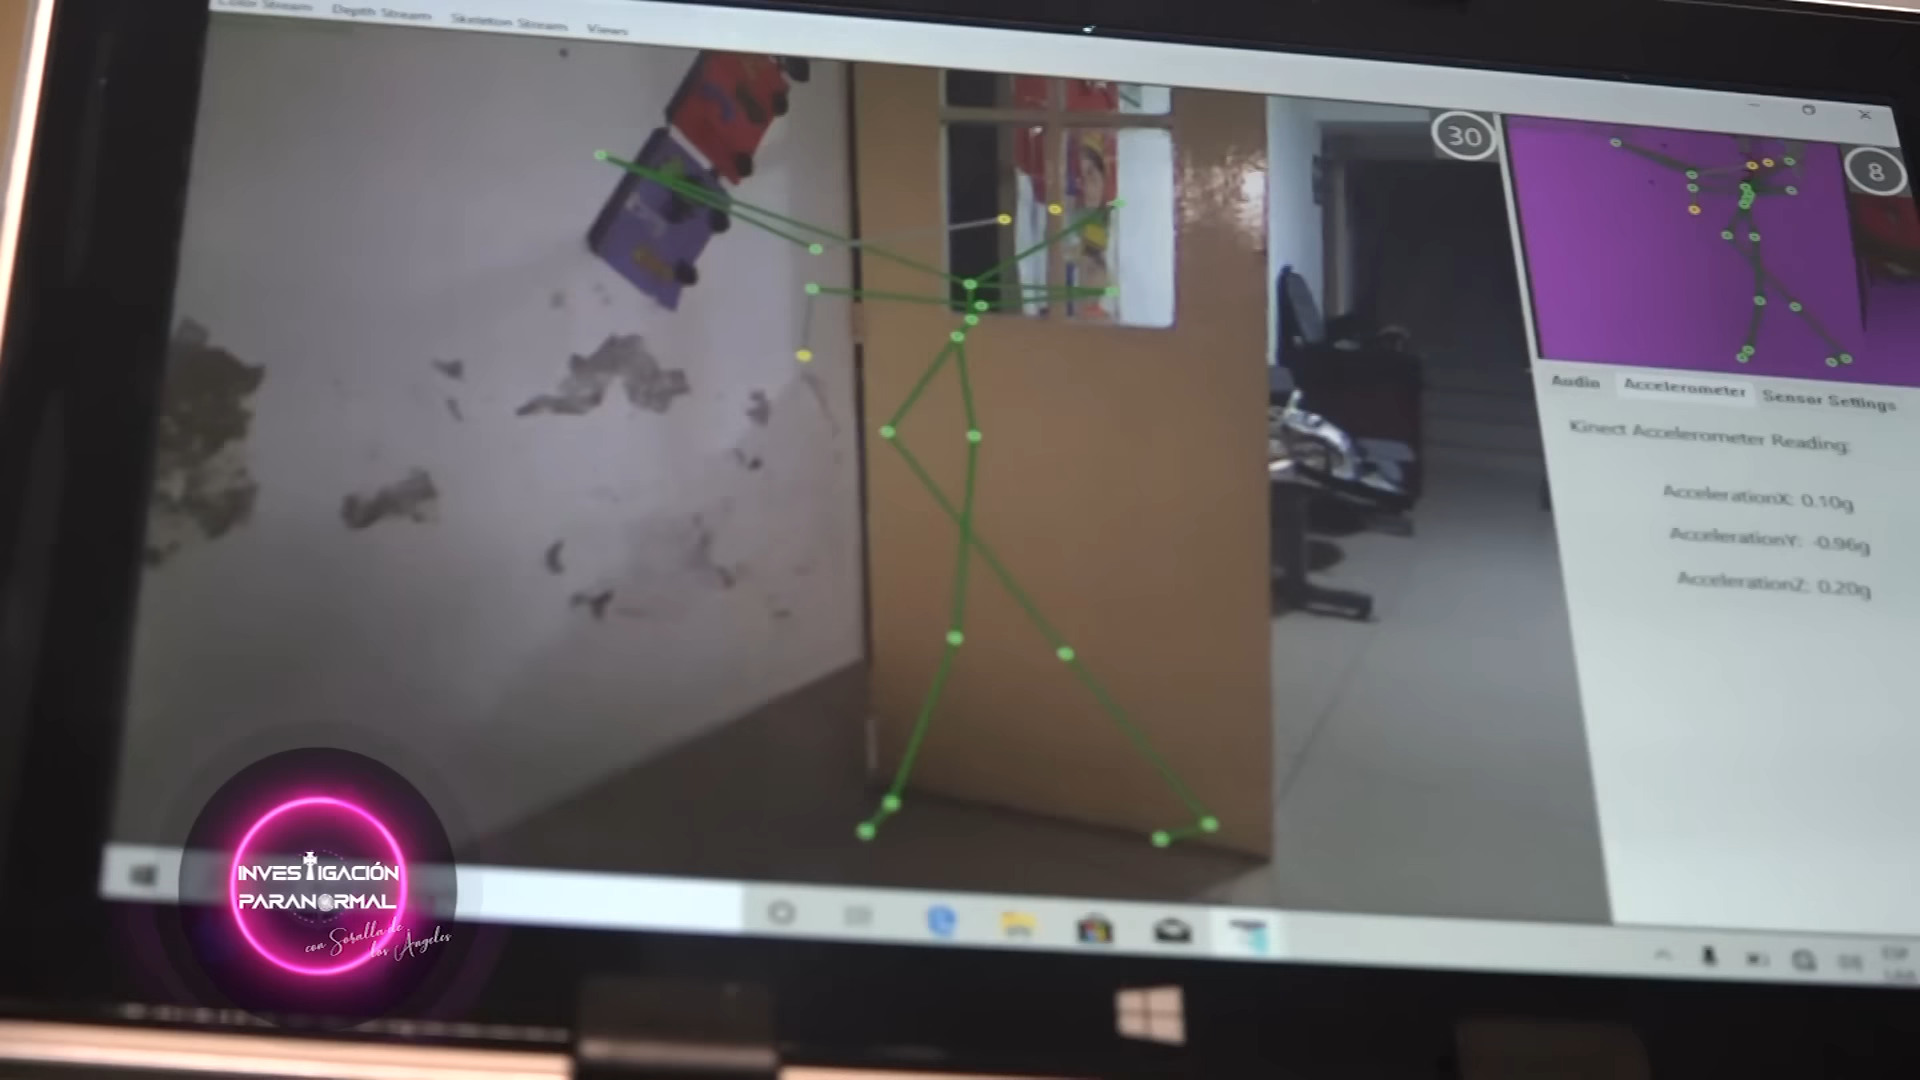 Color Stream Depth Stream Skeleton Stream Views
30
8
Audio Accelerometer Sensor Settings
Kinect Accelerometer Reading:
AccelerationX: 0.10g
AccelerationY: -0.96g
AccelerationZ: 0.20g
INVESTIGACIÓN
PARANORMAL
con Soralla de
los Ángeles
ESP